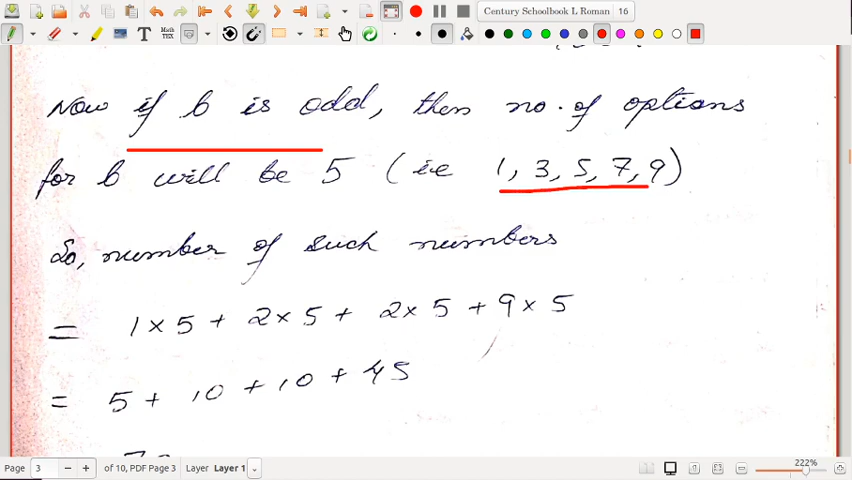 Century Schoolbook L Roman 16
Now if b is odd, then no. of options
for b will be 5 (ie 1, 3, 5, 7, 9)
So, number of such numbers
= 1 × 5 + 2 × 5 + 2 × 5 + 9 × 5
= 5 + 10 + 10 + 45
Page 3 of 10, PDF Page 3 Layer Layer 1 222%